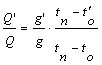 Q'/Q = g'/g · (t_n − t'_o)/(t_n − t_o)